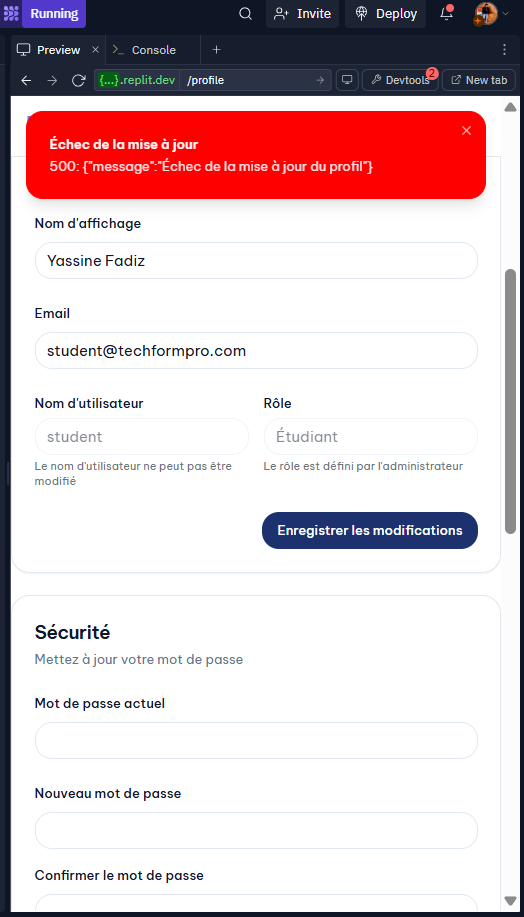 Running
Invite
Deploy
Preview
Console
{...}.replit.dev /profile
Devtools
2
New tab
Échec de la mise à jour
500: {"message":"Échec de la mise à jour du profil"}
Nom d'affichage
Yassine Fadiz
Email
student@techformpro.com
Nom d'utilisateur
Rôle
student
Étudiant
Le nom d'utilisateur ne peut pas être
modifié
Le rôle est défini par l'administrateur
Enregistrer les modifications
Sécurité
Mettez à jour votre mot de passe
Mot de passe actuel
Nouveau mot de passe
Confirmer le mot de passe